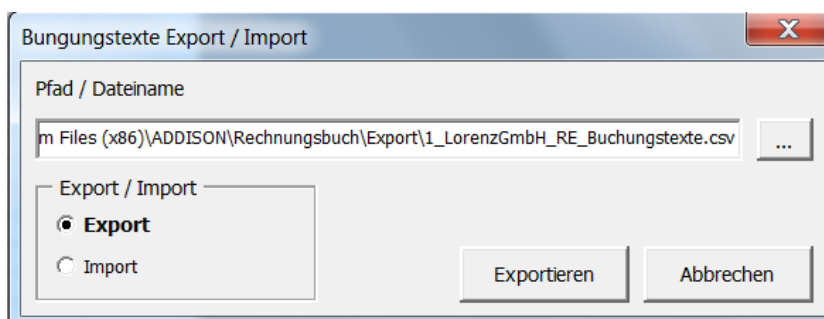 Bungungstexte Export / Import
X
Pfad / Dateiname
m Files (x86)\ADDISON\Rechnungsbuch\Export\1_LorenzGmbH_RE_Buchungstexte.csv
...
Export / Import
Export
Import
Exportieren
Abbrechen